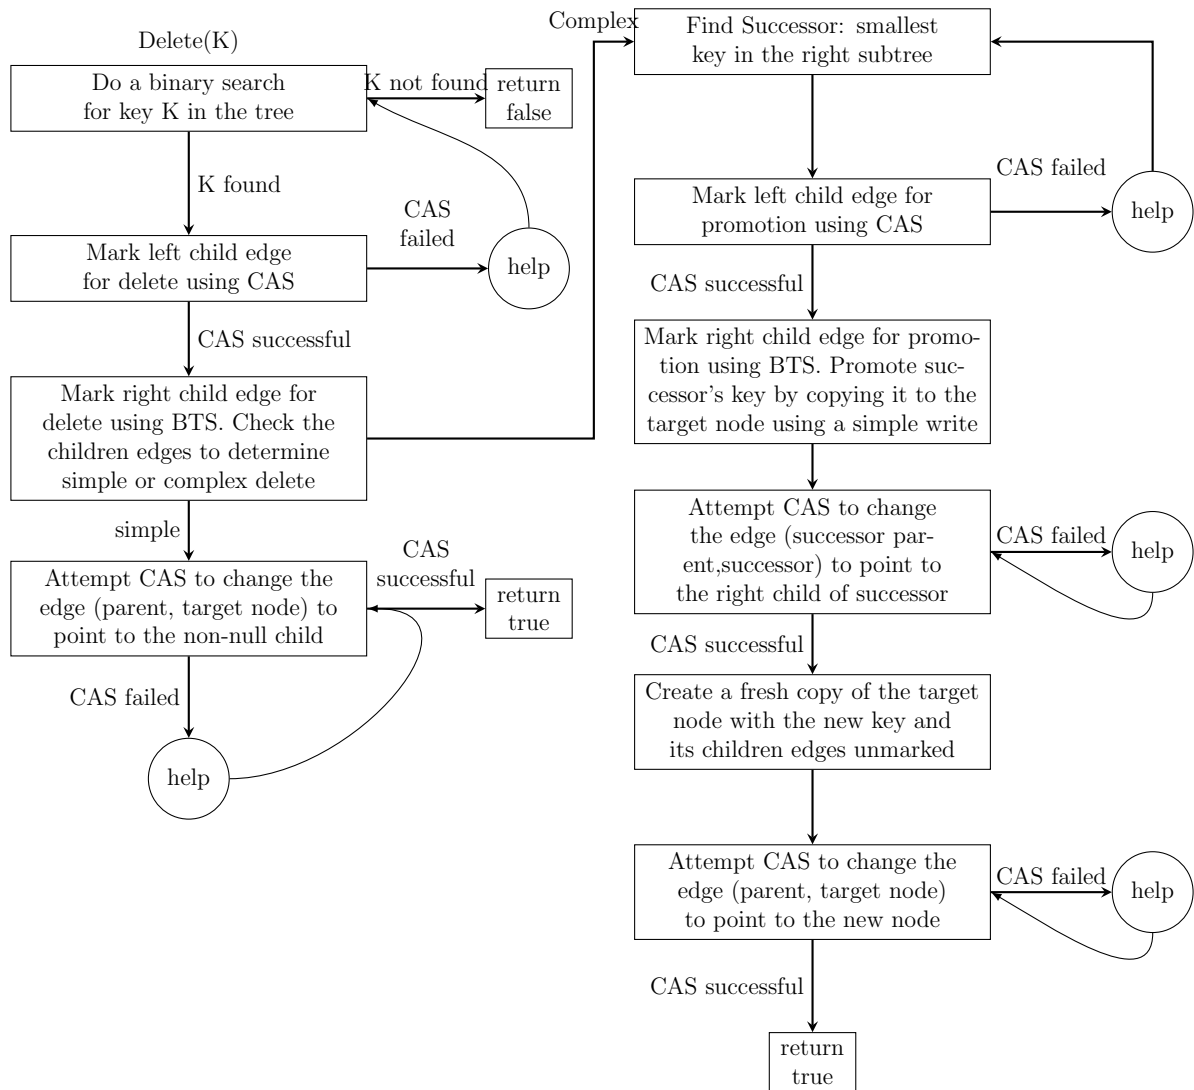 Delete(K)
Do a binary search
for key K in the tree
K not found
return
false
K found
Mark left child edge
for delete using CAS
CAS
failed
help
CAS successful
Mark right child edge for
delete using BTS. Check the
children edges to determine
simple or complex delete
simple
Attempt CAS to change the
edge (parent, target node) to
point to the non-null child
CAS
successful
return
true
CAS failed
help
Complex
Find Successor: smallest
key in the right subtree
Mark left child edge for
promotion using CAS
CAS failed
help
CAS successful
Mark right child edge for promo-
tion using BTS. Promote suc-
cessor's key by copying it to the
target node using a simple write
Attempt CAS to change
the edge (successor par-
ent,successor) to point to
the right child of successor
CAS failed
help
CAS successful
Create a fresh copy of the target
node with the new key and
its children edges unmarked
Attempt CAS to change the
edge (parent, target node)
to point to the new node
CAS failed
help
CAS successful
return
true